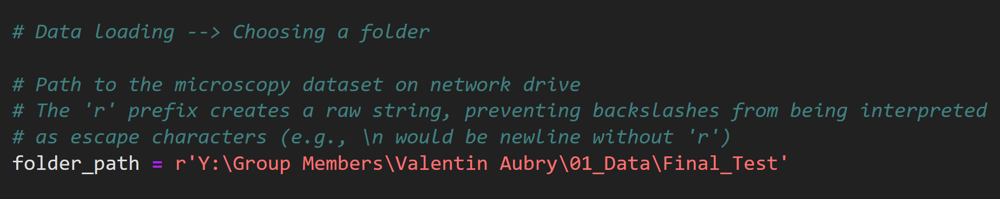 # Data loading --> Choosing a folder
# Path to the microscopy dataset on network drive
# The 'r' prefix creates a raw string, preventing backslashes from being interpreted
# as escape characters (e.g., \n would be newline without 'r')
folder_path = r'Y:\Group Members\Valentin Aubry\01_Data\Final_Test'